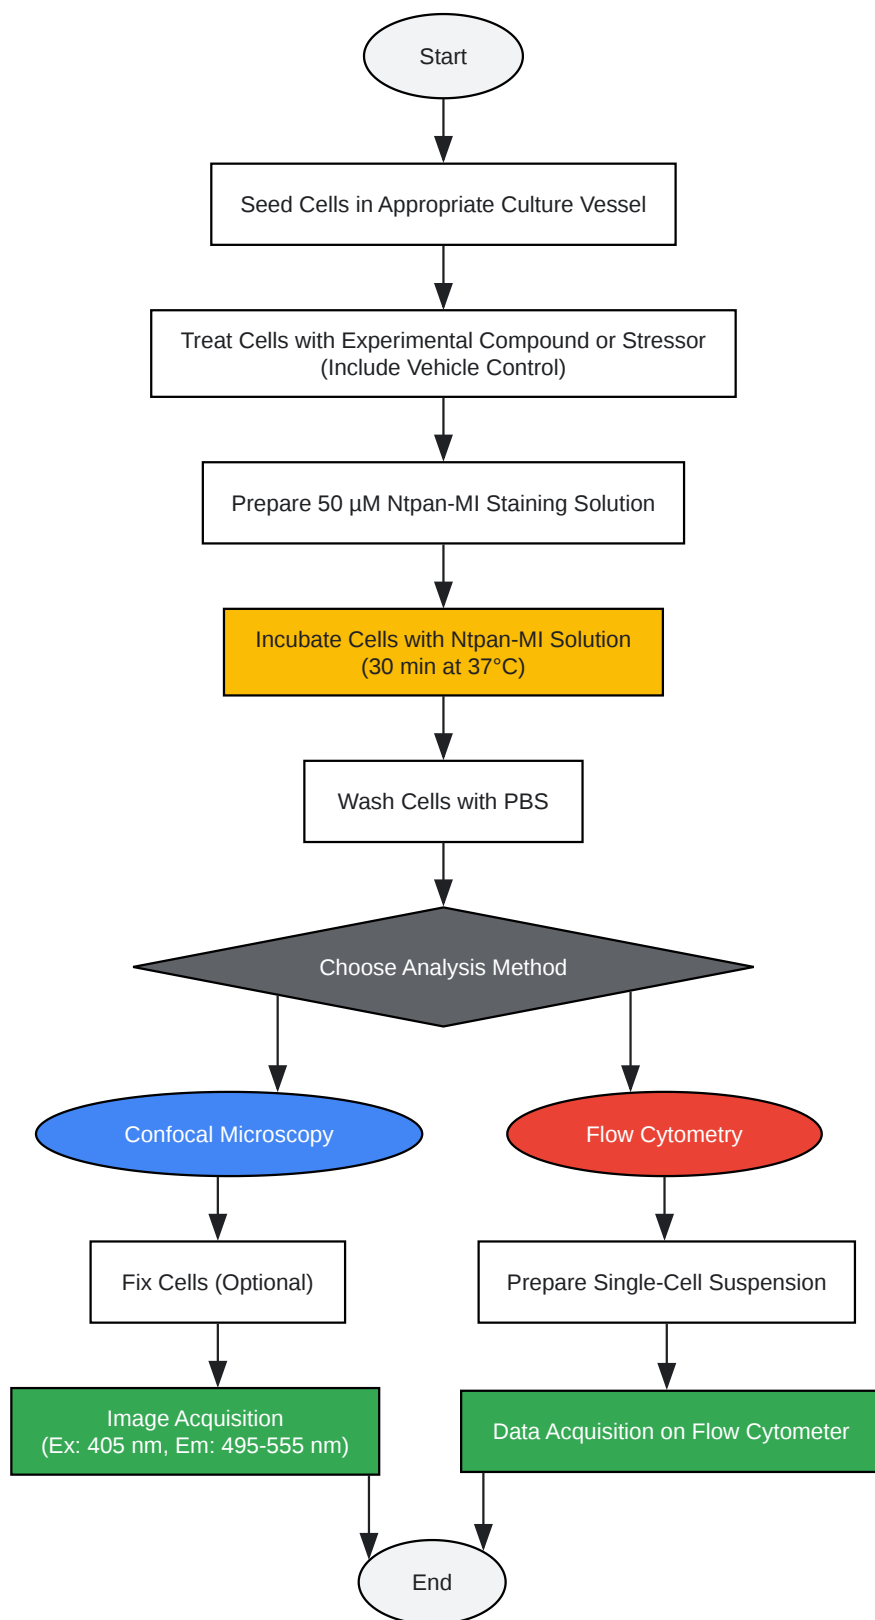 Start
Seed Cells in Appropriate Culture Vessel
Treat Cells with Experimental Compound or Stressor
(Include Vehicle Control)
Prepare 50 µM Ntpan-MI Staining Solution
Incubate Cells with Ntpan-MI Solution
(30 min at 37°C)
Wash Cells with PBS
Choose Analysis Method
Confocal Microscopy
Flow Cytometry
Fix Cells (Optional)
Prepare Single-Cell Suspension
Image Acquisition
(Ex: 405 nm, Em: 495-555 nm)
Data Acquisition on Flow Cytometer
End